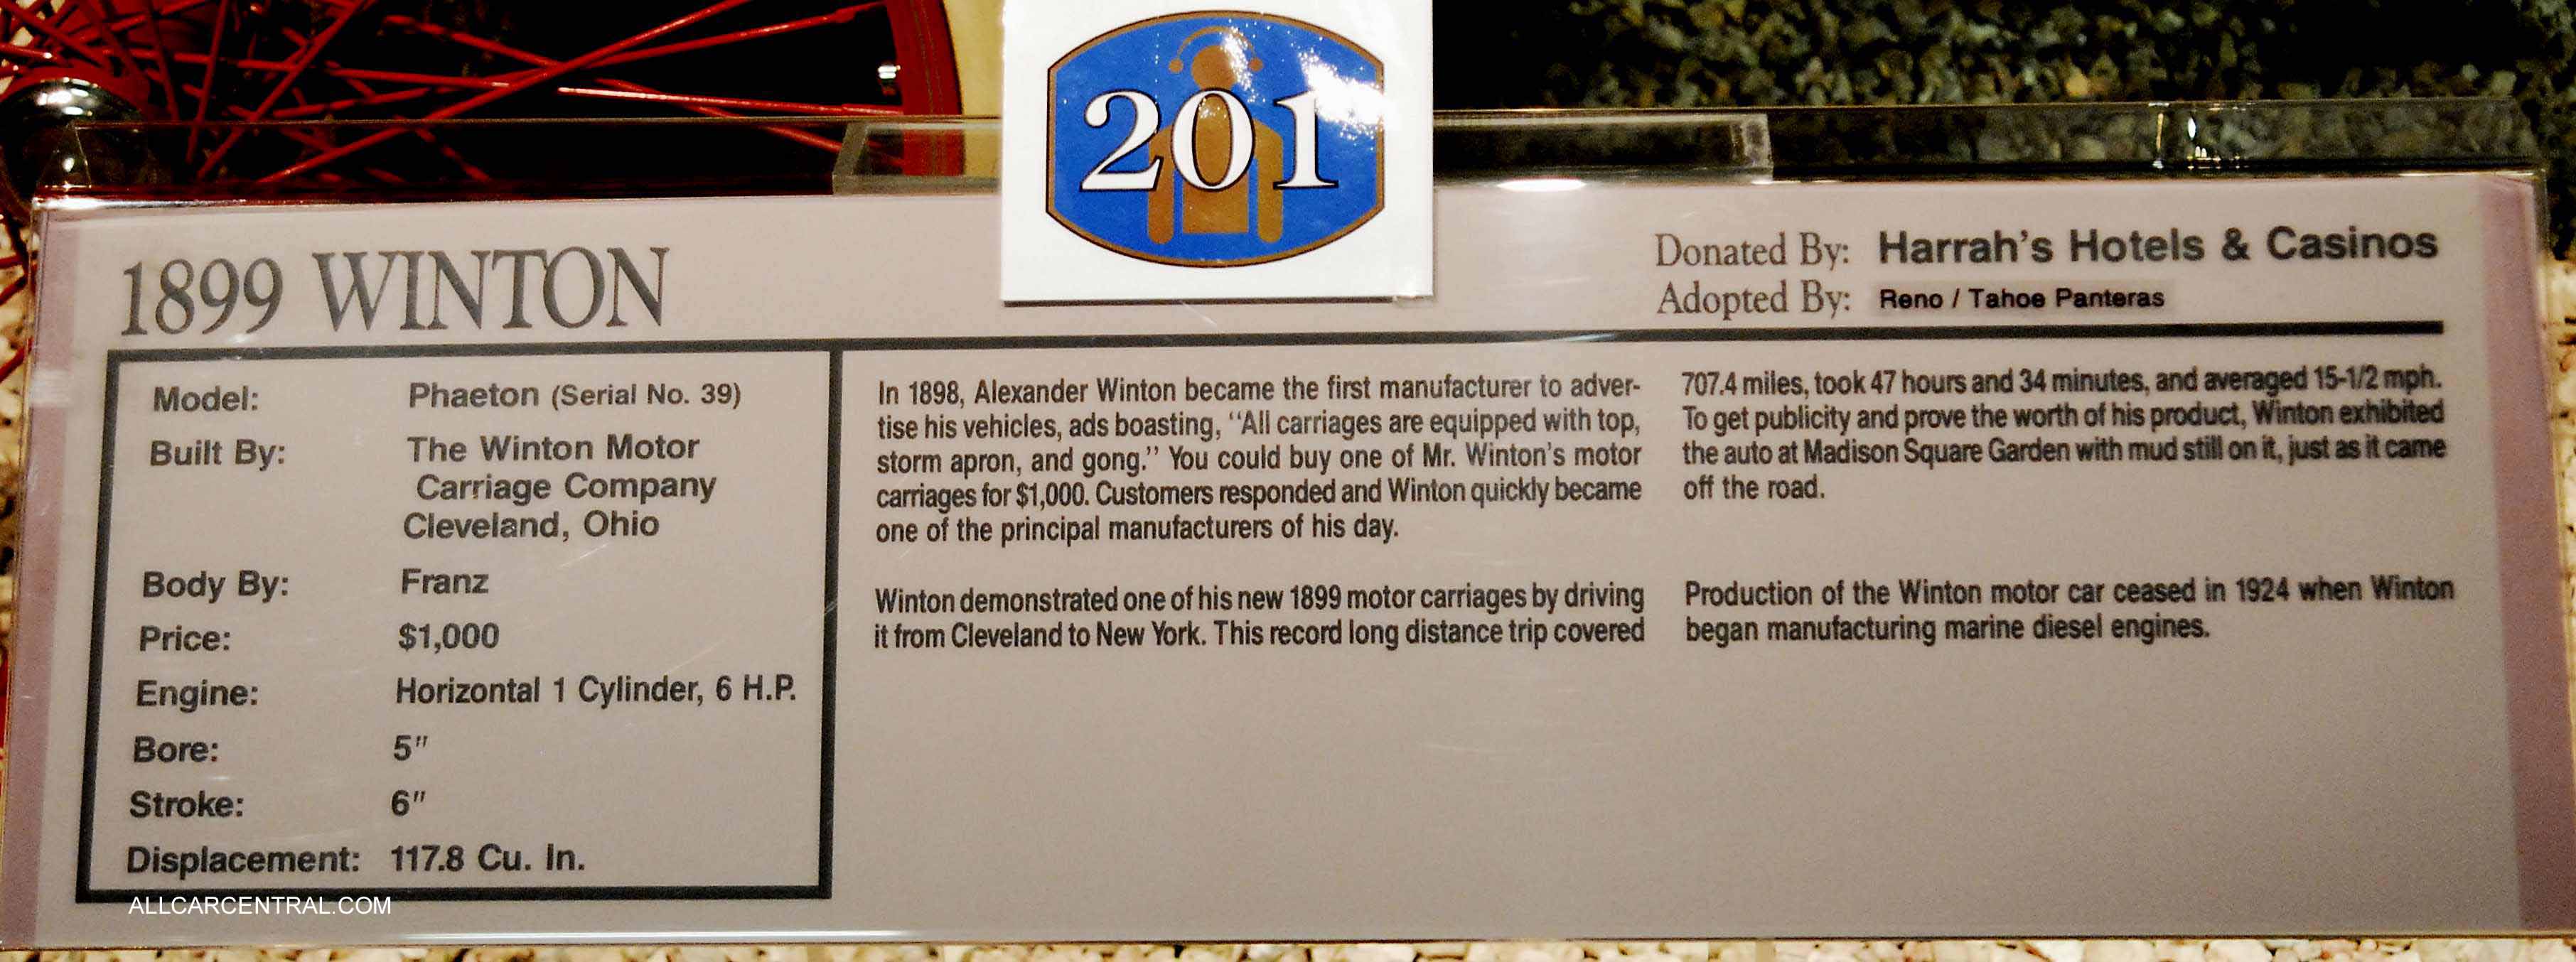 201
1899 WINTON
Donated By: Harrah's Hotels & Casinos
Adopted By: Reno / Tahoe Panteras
Model: Phaeton (Serial No. 39)
Built By: The Winton Motor
Carriage Company
Cleveland, Ohio
Body By: Franz
Price: $1,000
Engine: Horizontal 1 Cylinder, 6 H.P.
Bore: 5"
Stroke: 6"
Displacement: 117.8 Cu. In.
In 1898, Alexander Winton became the first manufacturer to adver-
tise his vehicles, ads boasting, "All carriages are equipped with top,
storm apron, and gong." You could buy one of Mr. Winton's motor
carriages for $1,000. Customers responded and Winton quickly became
one of the principal manufacturers of his day.
Winton demonstrated one of his new 1899 motor carriages by driving
it from Cleveland to New York. This record long distance trip covered
707.4 miles, took 47 hours and 34 minutes, and averaged 15-1/2 mph.
To get publicity and prove the worth of his product, Winton exhibited
the auto at Madison Square Garden with mud still on it, just as it came
off the road.
Production of the Winton motor car ceased in 1924 when Winton
began manufacturing marine diesel engines.
ALLCARCENTRAL.COM